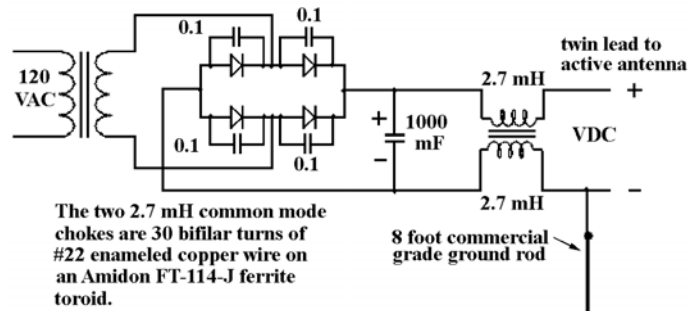 0.1
0.1
120
VAC
0.1
0.1
+
1000
mF
−
2.7 mH
2.7 mH
twin lead to
active antenna
+
VDC
−
The two 2.7 mH common mode
chokes are 30 bifilar turns of
#22 enameled copper wire on
an Amidon FT-114-J ferrite
toroid.
8 foot commercial
grade ground rod